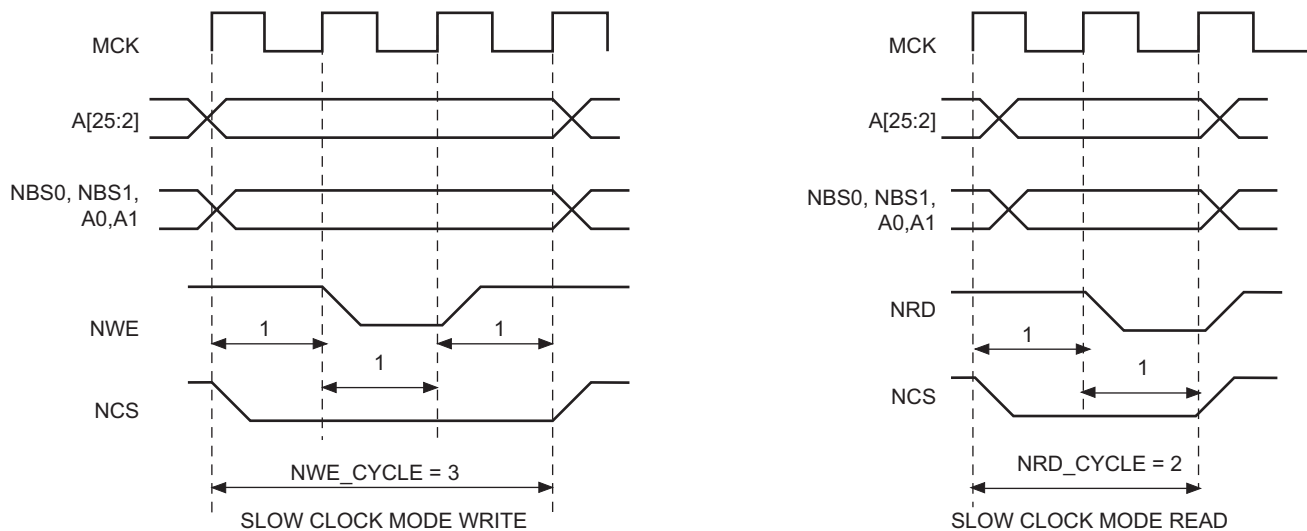 MCK
A[25:2]
NBS0, NBS1,
A0,A1
NWE
1
1
1
NCS
NWE_CYCLE = 3
SLOW CLOCK MODE WRITE
MCK
A[25:2]
NBS0, NBS1,
A0,A1
NRD
1
1
NCS
NRD_CYCLE = 2
SLOW CLOCK MODE READ